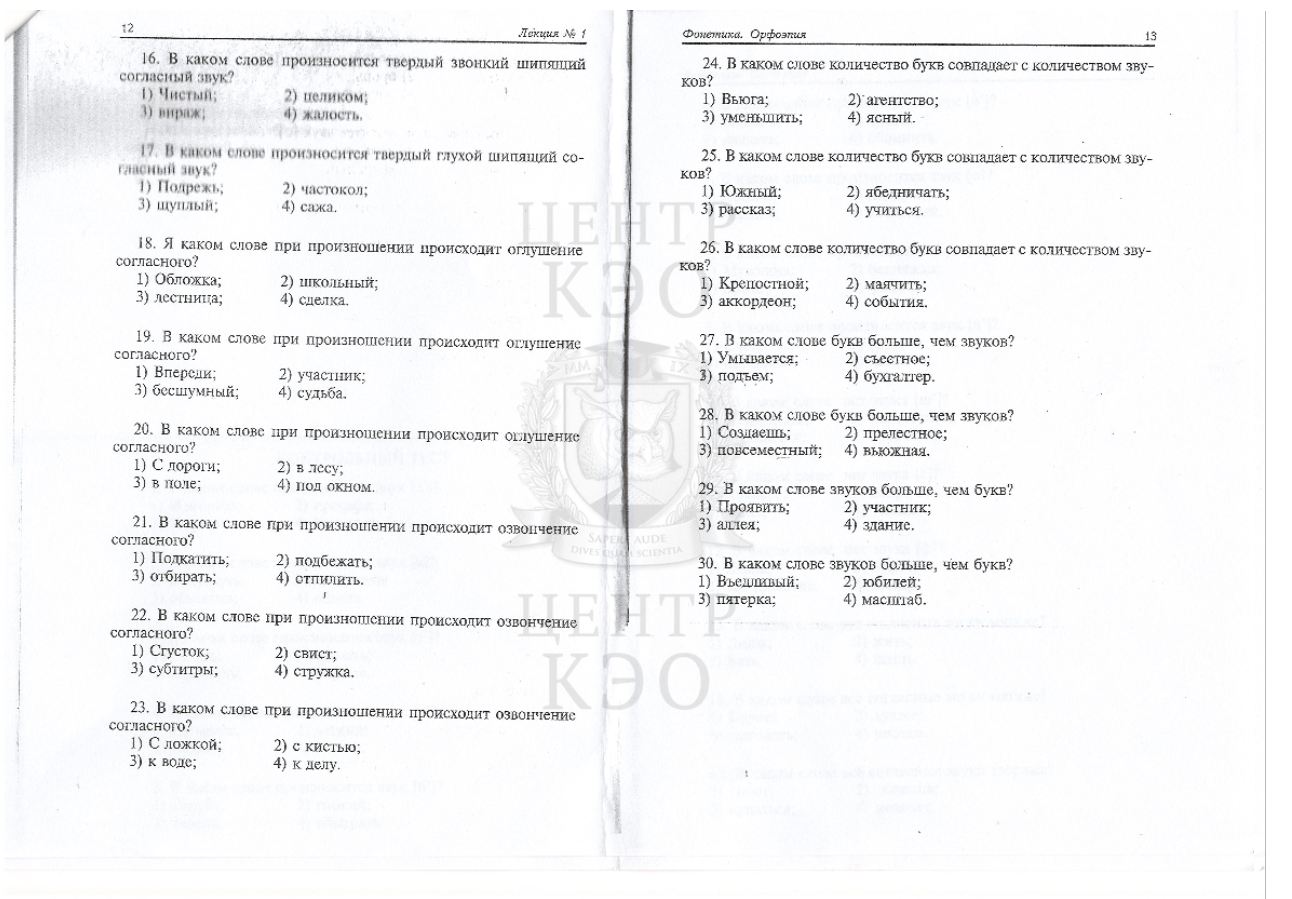 12
Лекция № 1
16. В каком слове произносится твердый звонкий шипящий
согласный звук?
1) Чистый; 2) целиком;
3) вираж; 4) жалость.
17. В каком слове произносится твердый глухой шипящий со-
гласный звук?
1) Подрежь; 2) частокол;
3) щуплый; 4) сажа.
18. Я каком слове при произношении происходит оглушение
согласного?
1) Обложка; 2) школьный;
3) лестница; 4) сделка.
19. В каком слове при произношении происходит оглушение
согласного?
1) Впереди; 2) участник;
3) бесшумный; 4) судьба.
20. В каком слове при произношении происходит оглушение
согласного?
1) С дороги; 2) в лесу;
3) в поле; 4) под окном.
21. В каком слове при произношении происходит озвончение
согласного?
1) Подкатить; 2) подбежать;
3) отбирать; 4) отпилить.
22. В каком слове при произношении происходит озвончение
согласного?
1) Сгусток; 2) свист;
3) субтитры; 4) стружка.
23. В каком слове при произношении происходит озвончение
согласного?
1) С ложкой; 2) с кистью;
3) к воде; 4) к делу.
Фонетика. Орфоэпия
13
24. В каком слове количество букв совпадает с количеством зву-
ков?
1) Вьюга; 2) агентство;
3) уменьшить; 4) ясный.
25. В каком слове количество букв совпадает с количеством зву-
ков?
1) Южный; 2) ябедничать;
3) рассказ; 4) учиться.
26. В каком слове количество букв совпадает с количеством зву-
ков?
1) Крепостной; 2) маячить;
3) аккордеон; 4) события.
27. В каком слове букв больше, чем звуков?
1) Умывается; 2) съестное;
3) подъем; 4) бухгалтер.
28. В каком слове букв больше, чем звуков?
1) Создаешь; 2) прелестное;
3) повсеместный; 4) вьюжная.
29. В каком слове звуков больше, чем букв?
1) Проявить; 2) участник;
3) аллея; 4) здание.
30. В каком слове звуков больше, чем букв?
1) Въедливый; 2) юбилей;
3) пятерка; 4) масштаб.
ЦЕНТР
КЭО
MM XI
SAPERE AUDE
DIVES QUAM SCIENTIA
ЦЕНТР
КЭО